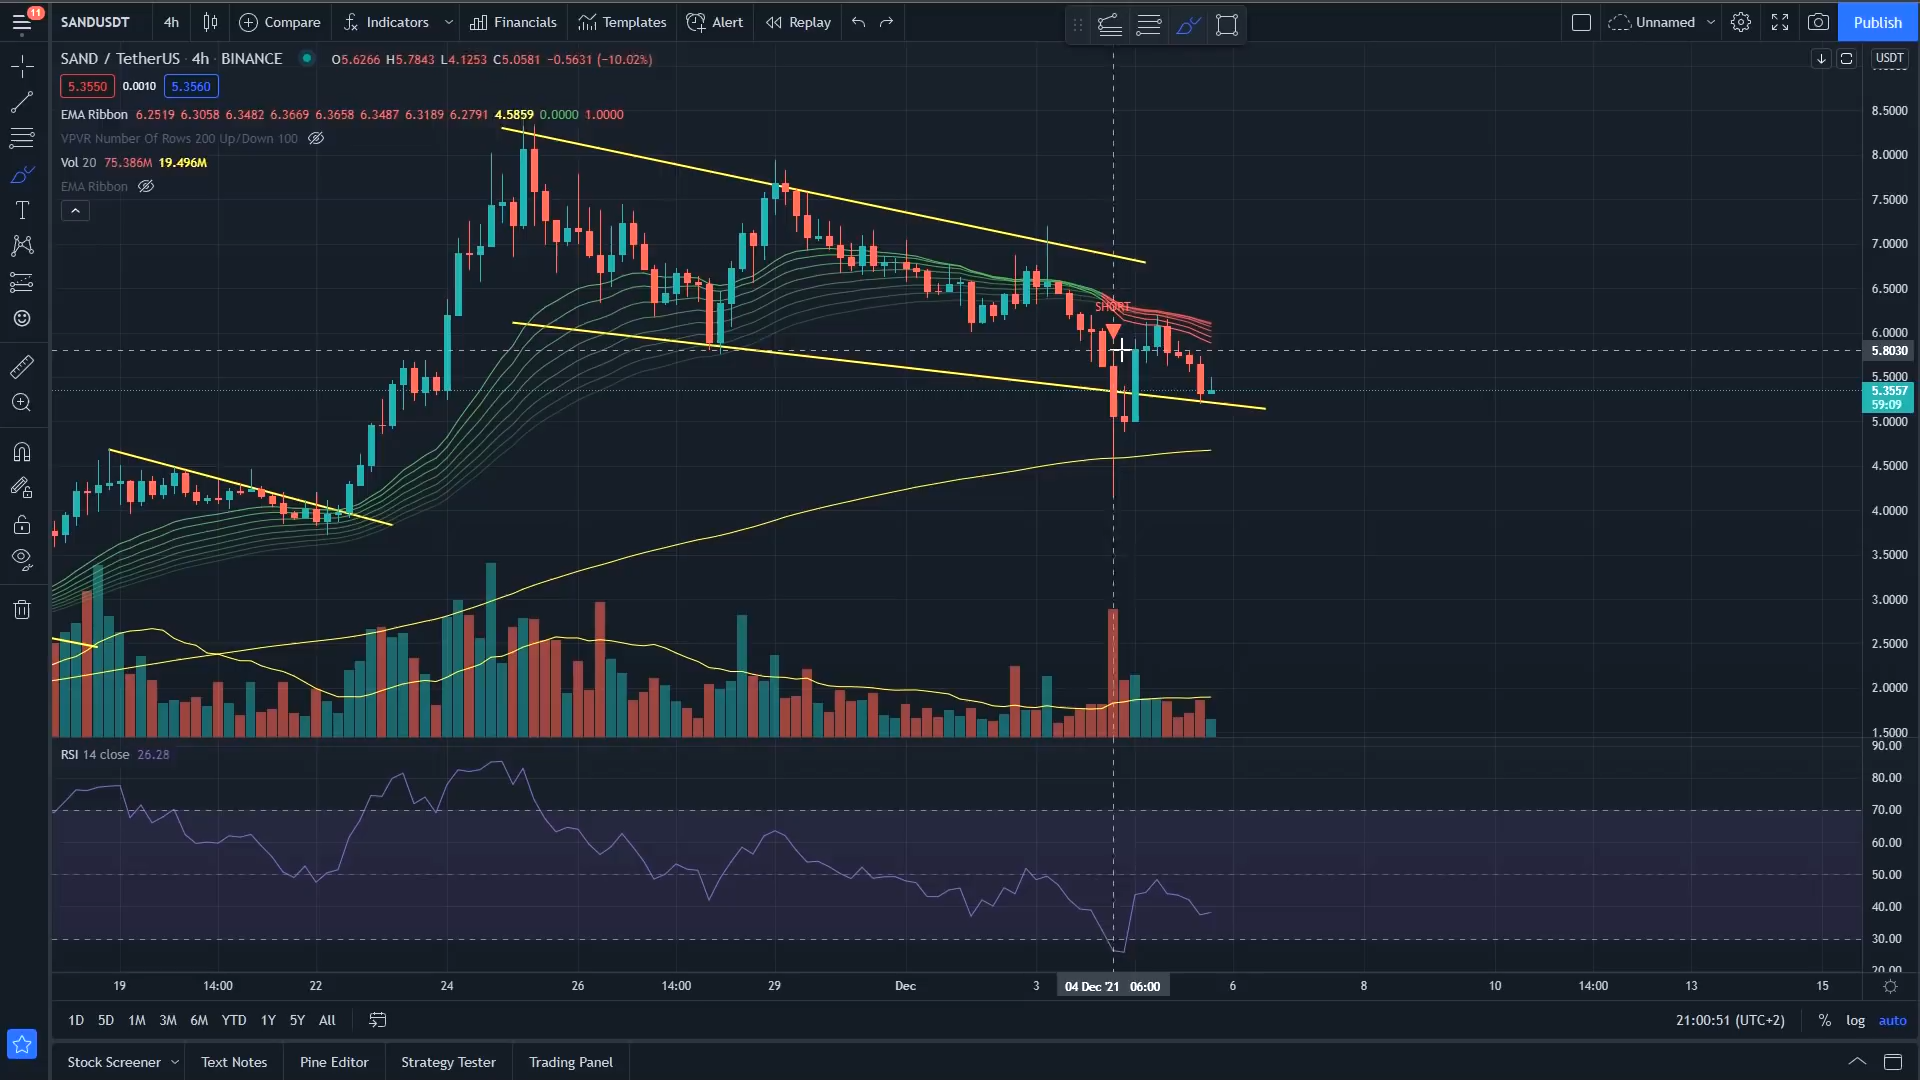 11
SANDUSDT 4h Compare Indicators Financials Templates Alert Replay Unnamed Publish
SAND / TetherUS · 4h · BINANCE O5.6266 H5.7843 L4.1253 C5.0581 −0.5631 (−10.02%)
USDT
5.3550 0.0010 5.3560
EMA Ribbon 6.2519 6.3058 6.3482 6.3669 6.3658 6.3487 6.3189 6.2791 4.5859 0.0000 1.0000
VPVR Number Of Rows 200 Up/Down 100
Vol 20 75.386M 19.496M
EMA Ribbon
SHORT
8.5000
8.0000
7.5000
7.0000
6.5000
6.0000
5.8030
5.5000
5.3557
59:09
5.0000
4.5000
4.0000
3.5000
3.0000
2.5000
2.0000
1.5000
RSI 14 close 26.28
90.00
80.00
70.00
60.00
50.00
40.00
30.00
20.00
19 14:00 22 24 26 14:00 29 Dec 3 04 Dec '21 06:00 6 8 10 14:00 13 15
1D 5D 1M 3M 6M YTD 1Y 5Y All 21:00:51 (UTC+2) % log auto
Stock Screener Text Notes Pine Editor Strategy Tester Trading Panel